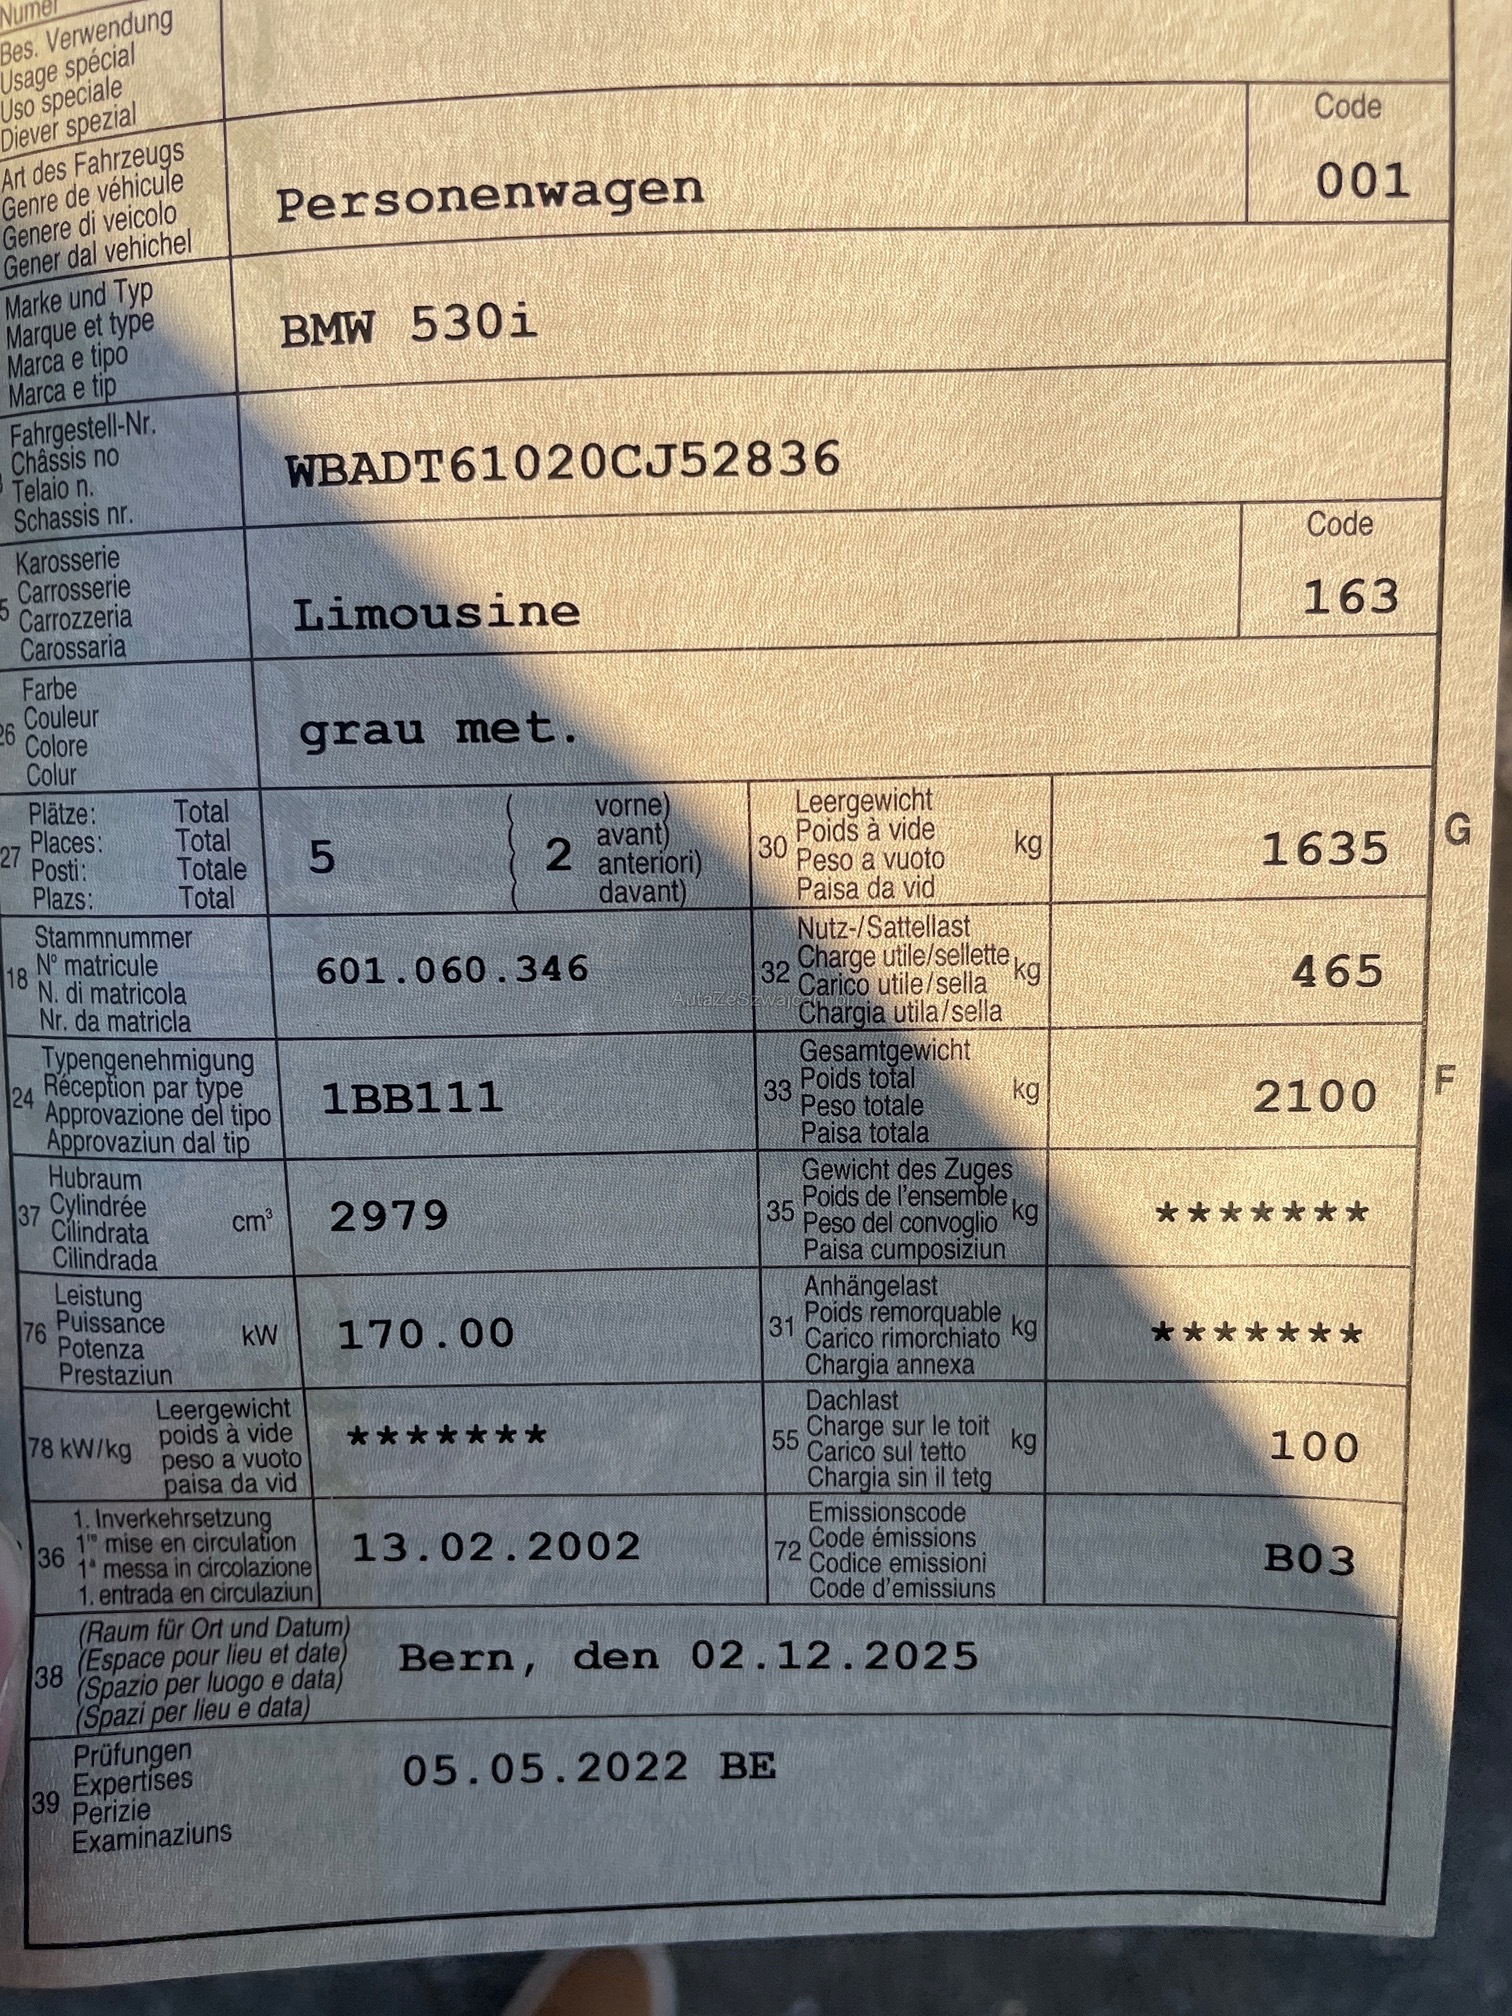 Bes. Verwendung
Usage spécial
Uso speciale
Diever spezial
Art des Fahrzeugs
Genre de véhicule
Genere di veicolo
Gener dal vehichel
Personenwagen
Code
001
Marke und Typ
Marque et type
Marca e tipo
Marca e tip
BMW 530i
Fahrgestell-Nr.
Châssis no
Telaio n.
Schassis nr.
WBADT61020CJ52836
Karosserie
Carrosserie
Carrozzeria
Carossaria
Limousine
Code
163
26
Farbe
Couleur
Colore
Colur
grau met.
27
Plätze: Total
Places: Total
Posti: Totale
Plazs: Total
5
( 2 vorne)
avant)
anteriori)
davant)
30 Leergewicht
Poids à vide kg
Peso a vuoto
Paisa da vid
1635
G
18
Stammnummer
N° matricule
N. di matricola
Nr. da matricla
601.060.346
32 Nutz-/Sattellast
Charge utile/sellette kg
Carico utile/sella
Chargia utila/sella
465
24
Typengenehmigung
Réception par type
Approvazione del tipo
Approvaziun dal tip
1BB111
33 Gesamtgewicht
Poids total kg
Peso totale
Paisa totala
2100
F
37
Hubraum
Cylindrée
Cilindrata cm³
Cilindrada
2979
35 Gewicht des Zuges
Poids de l'ensemble kg
Peso del convoglio
Paisa cumposiziun
*******
76
Leistung
Puissance
Potenza kW
Prestaziun
170.00
31 Anhängelast
Poids remorquable kg
Carico rimorchiato
Chargia annexa
*******
78 kW/kg
Leergewicht
poids à vide
peso a vuoto
paisa da vid
*******
55 Dachlast
Charge sur le toit kg
Carico sul tetto
Chargia sin il tetg
100
36
1. Inverkehrsetzung
1re mise en circulation
1a messa in circolazione
1. entrada en circulaziun
13.02.2002
72 Emissionscode
Code émissions
Codice emissioni
Code d'emissiuns
B03
38
(Raum für Ort und Datum)
(Espace pour lieu et date)
(Spazio per luogo e data)
(Spazi per lieu e data)
Bern, den 02.12.2025
39
Prüfungen
Expertises
Perizie
Examinaziuns
05.05.2022 BE